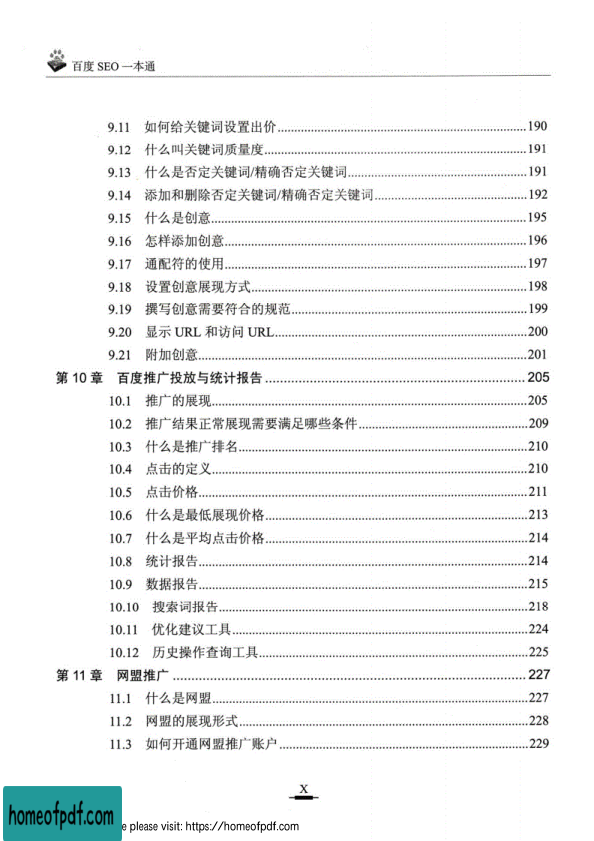 百度 SEO 一本通
9.11 如何给关键词设置出价........190
9.12 什么叫关键词质量度........191
9.13 什么是否定关键词/精确否定关键词........191
9.14 添加和删除否定关键词/精确否定关键词........192
9.15 什么是创意........195
9.16 怎样添加创意........196
9.17 通配符的使用........197
9.18 设置创意展现方式........198
9.19 撰写创意需要符合的规范........199
9.20 显示 URL 和访问 URL........200
9.21 附加创意........201
第 10 章 百度推广投放与统计报告........205
10.1 推广的展现........205
10.2 推广结果正常展现需要满足哪些条件........209
10.3 什么是推广排名........210
10.4 点击的定义........210
10.5 点击价格........211
10.6 什么是最低展现价格........213
10.7 什么是平均点击价格........214
10.8 统计报告........214
10.9 数据报告........215
10.10 搜索词报告........218
10.11 优化建议工具........224
10.12 历史操作查询工具........225
第 11 章 网盟推广........227
11.1 什么是网盟........227
11.2 网盟的展现形式........228
11.3 如何开通网盟推广账户........229
X
homeofpdf.com
please visit: https://homeofpdf.com